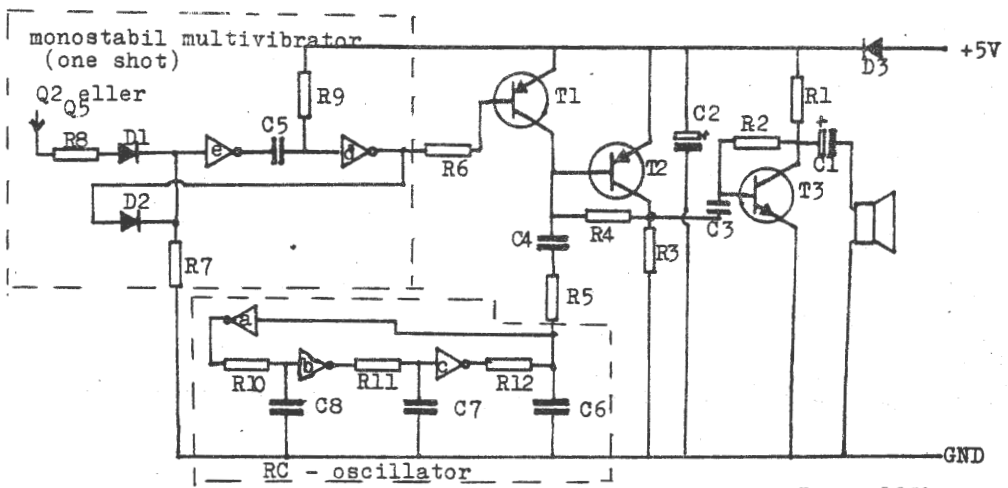 monostabil multivibrator
(one shot)
Q2 eller
Q5
R8
D1
e
C5
R9
d
D2
R7
R6
T1
C2
T2
C4
R4
R3
R5
R2
R1
D3
+5V
C1
C3
T3
a
R10
b
R11
c
R12
C8
C7
C6
GND
RC - oscillator